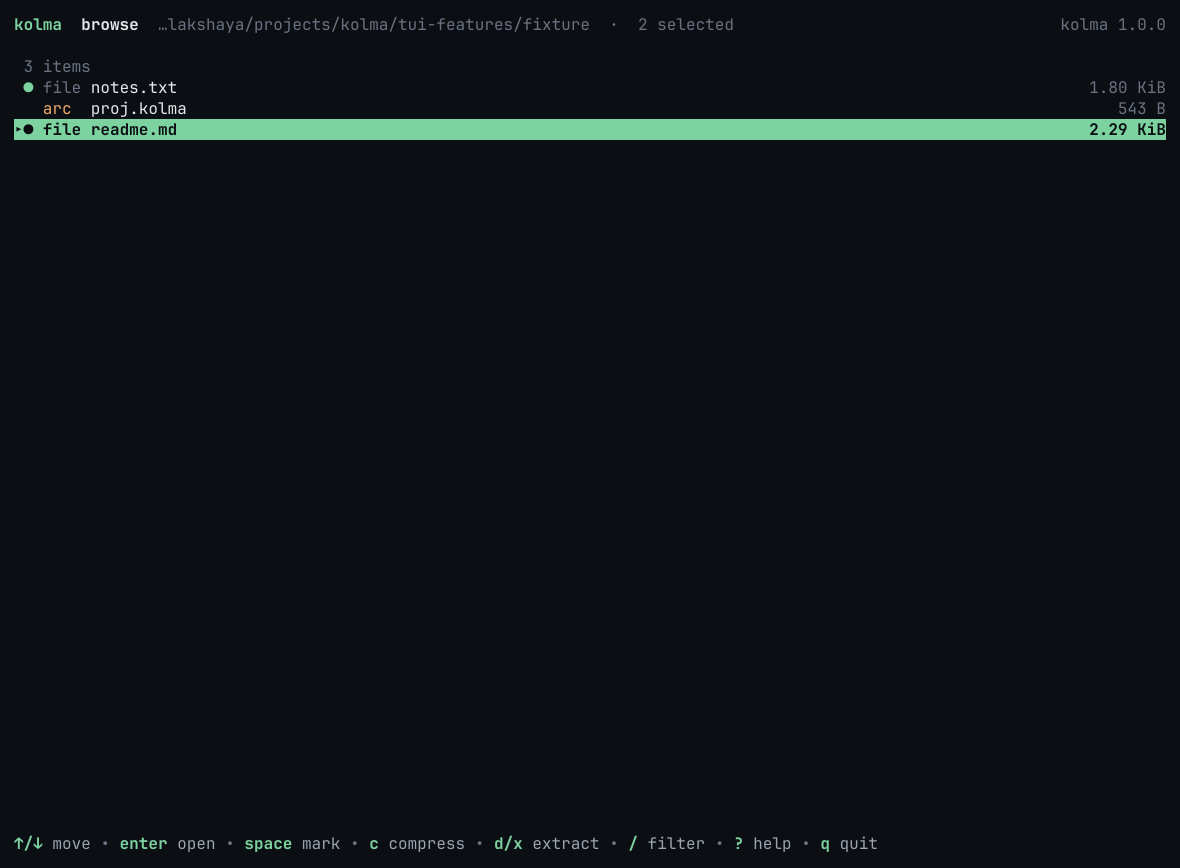 kolma browse …lakshaya/projects/kolma/tui-features/fixture · 2 selected kolma 1.0.0
3 items
● file notes.txt 1.80 KiB
arc proj.kolma 543 B
▸● file readme.md 2.29 KiB
↑/↓ move • enter open • space mark • c compress • d/x extract • / filter • ? help • q quit